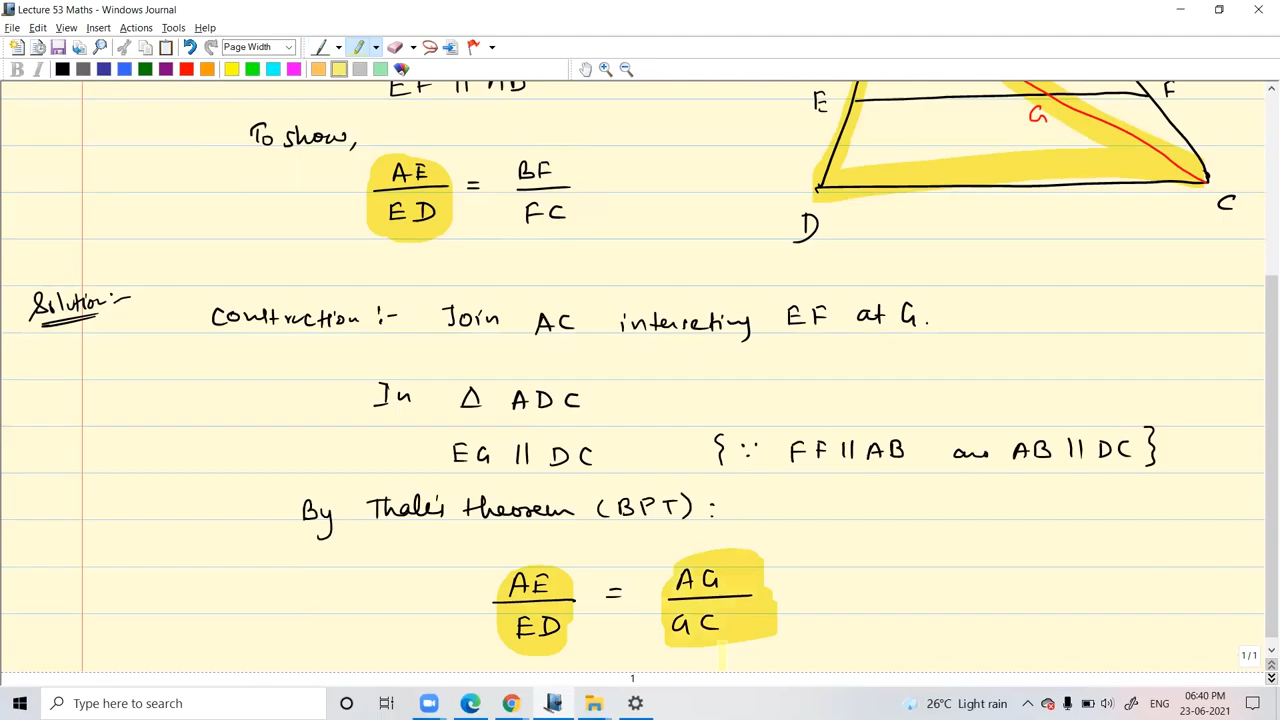 Lecture 53 Maths - Windows Journal
File Edit View Insert Actions Tools Help
Page Width
B I
EF || AB
E F
G
To show,
AE/ED = BF/FC
D C
Solution:-
Contruction:- Join AC interecting EF at G.
In Δ ADC
EG || DC {∵ FF || AB and AB || DC}
By Thale's theorem (BPT):
AE/ED = AG/GC
1/1
1
Type here to search
26°C Light rain
ENG
06:40 PM
23-06-2021